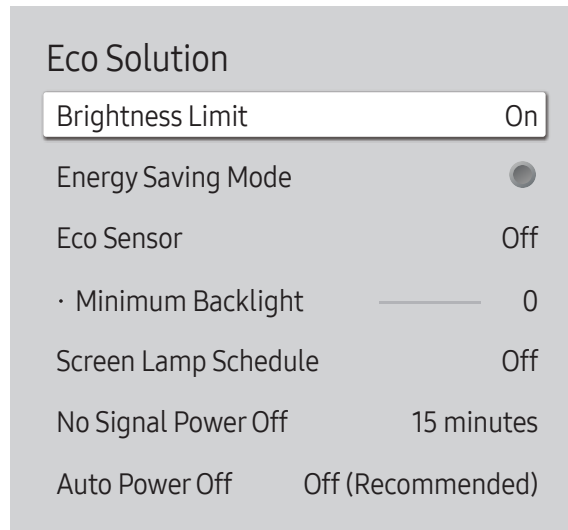 Eco Solution
Brightness Limit On
Energy Saving Mode
Eco Sensor Off
· Minimum Backlight 0
Screen Lamp Schedule Off
No Signal Power Off 15 minutes
Auto Power Off Off (Recommended)